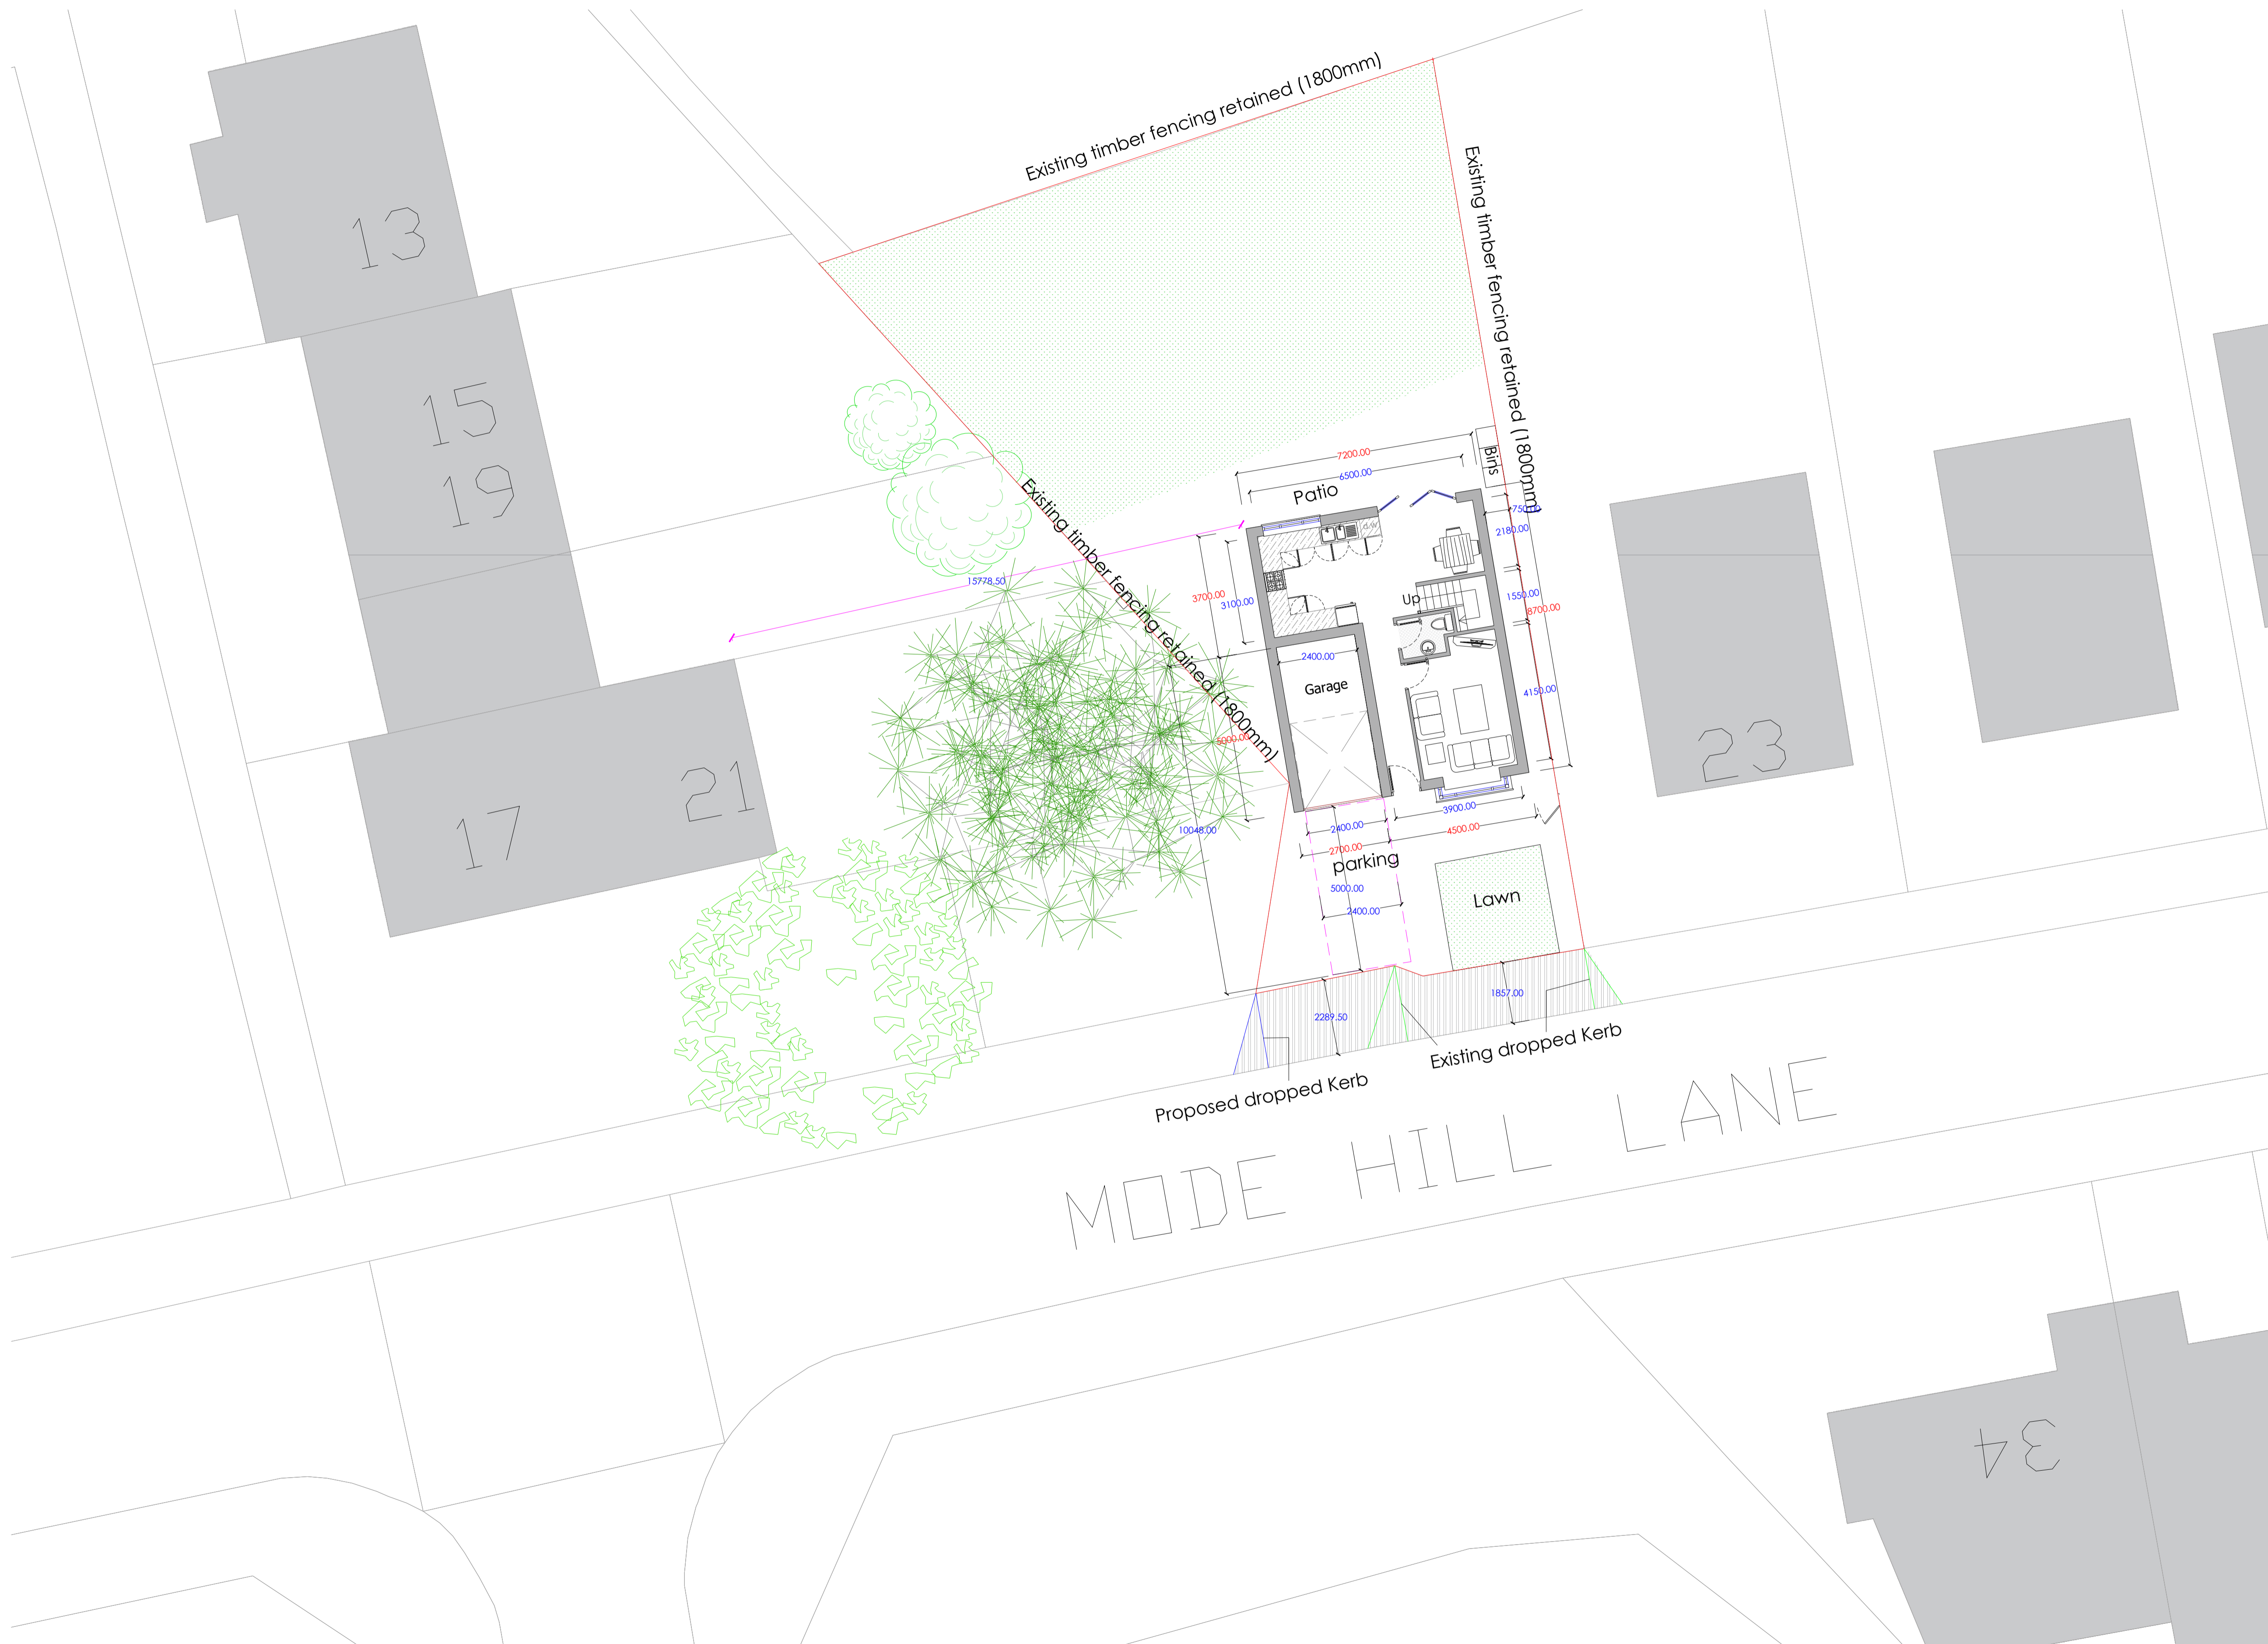 Existing timber fencing retained (1800mm)
Existing timber fencing retained (1800mm)
Existing timber fencing retained (1800mm)
13
15
19
17
21
23
34
7200.00
6500.00
Bins
Patio
d/w
750.00
2180.00
15778.50
3700.00
3100.00
Up
1550.00
8700.00
2400.00
Garage
4150.00
5000.00
3900.00
2400.00
4500.00
10048.00
2700.00
parking
5000.00
2400.00
Lawn
1857.00
2289.50
Existing dropped Kerb
Proposed dropped Kerb
MODE HILL LANE